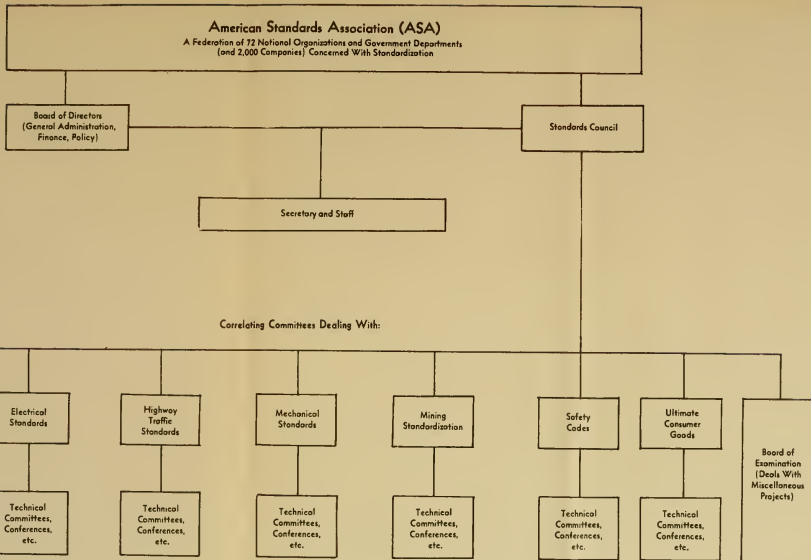 American Standards Association (ASA)
A Federation of 72 National Organizations and Government Departments
(and 2,000 Companies) Concerned With Standardization
Board of Directors
(General Administration,
Finance, Policy)
Standards Council
Secretary and Staff
Correlating Committees Dealing With:
Electrical
Standards
Highway
Traffic
Standards
Mechanical
Standards
Mining
Standardization
Safety
Codes
Ultimate
Consumer
Goods
Board of
Examination
(Deals With
Miscellaneous
Projects)
Technical
Committees,
Conferences,
etc.
Technical
Committees,
Conferences,
etc.
Technical
Committees,
Conferences,
etc.
Technical
Committees,
Conferences,
etc.
Technical
Committees,
Conferences,
etc.
Technical
Committees,
Conferences,
etc.